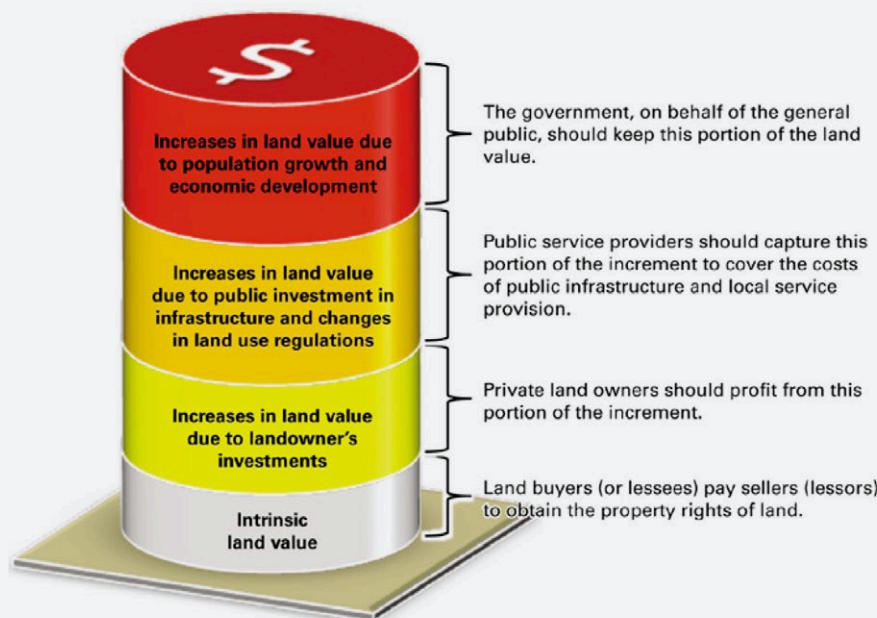 $
Increases in land value due
to population growth and
economic development
The government, on behalf of the general
public, should keep this portion of the land
value.
Increases in land value
due to public investment in
infrastructure and changes
in land use regulations
Public service providers should capture this
portion of the increment to cover the costs
of public infrastructure and local service
provision.
Increases in land value
due to landowner’s
investments
Private land owners should profit from this
portion of the increment.
Intrinsic
land value
Land buyers (or lessees) pay sellers (lessors)
to obtain the property rights of land.